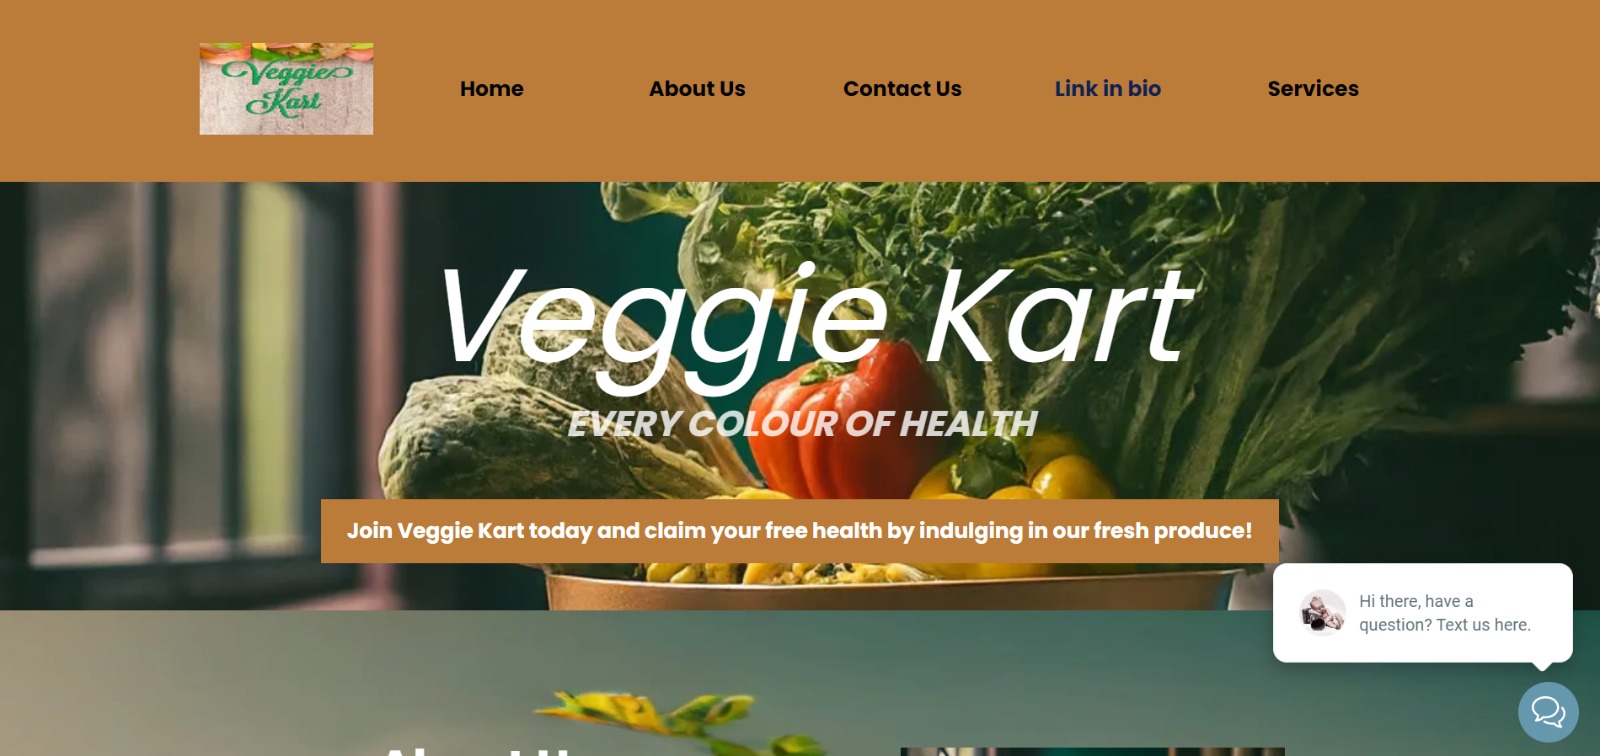 Veggie
Kart
Home
About Us
Contact Us
Link in bio
Services
Veggie Kart
EVERY COLOUR OF HEALTH
Join Veggie Kart today and claim your free health by indulging in our fresh produce!
Hi there, have a
question? Text us here.